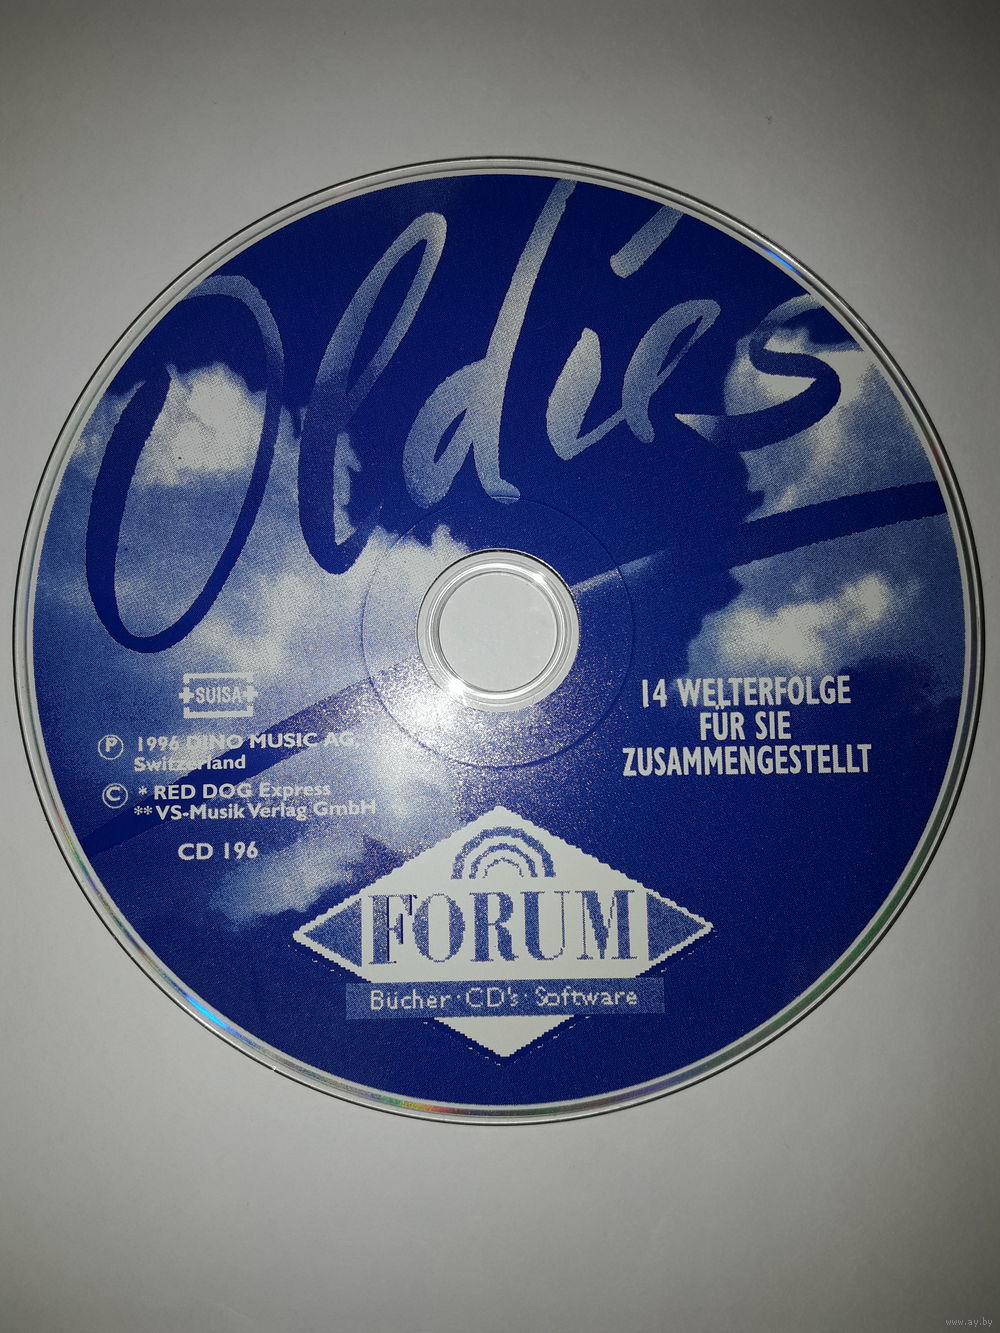 Oldies
SUISA
14 WELTERFOLGE
FÜR SIE
ZUSAMMENGESTELLT
P 1996 DINO MUSIC AG
Switzerland
C * RED DOG Express
** VS-Musik Verlag GmbH
CD 196
FORUM
Bücher · CD's · Software
www.ay.by